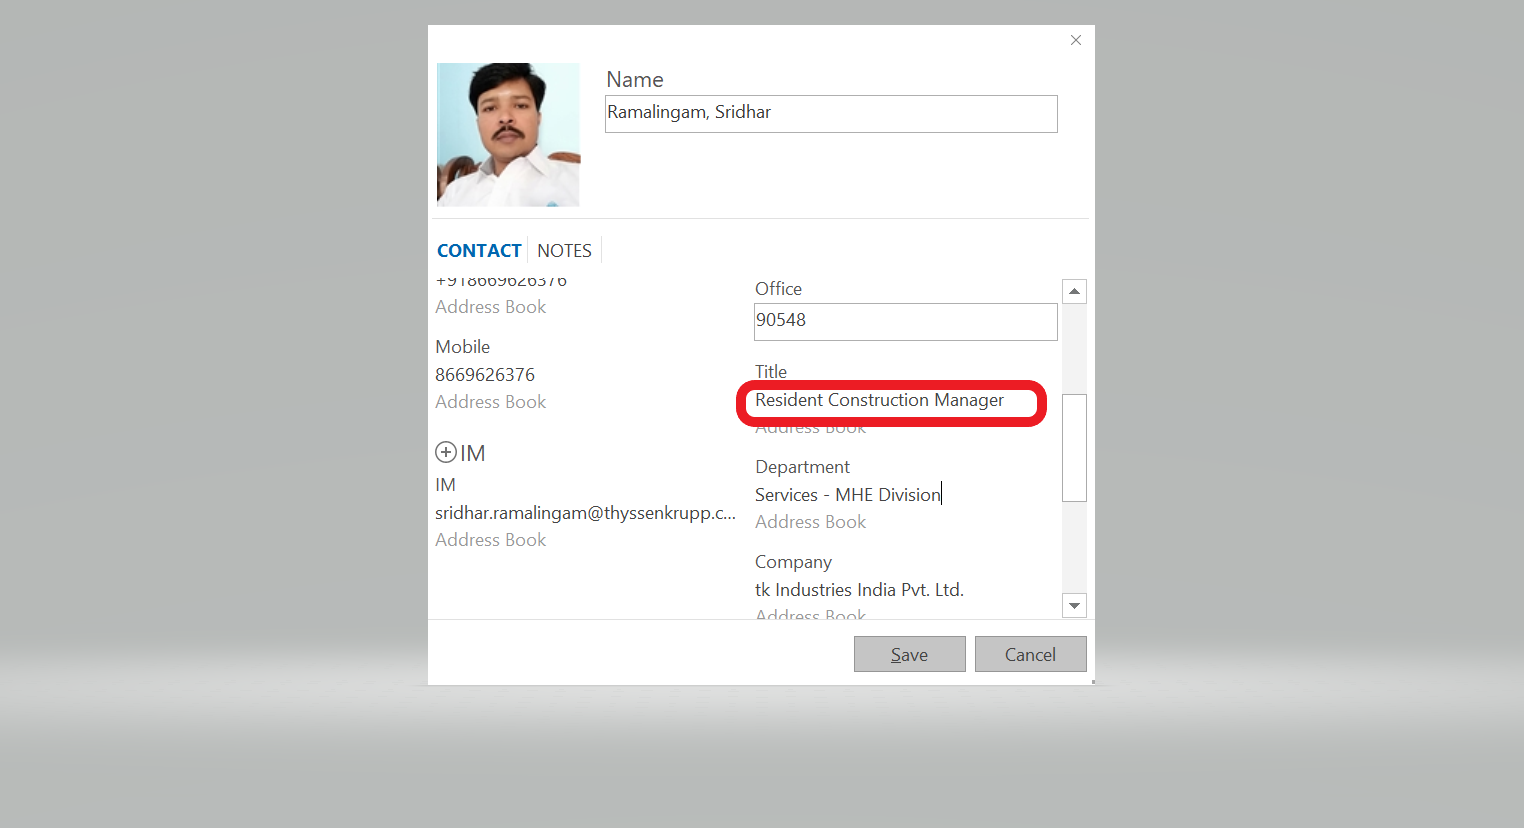 Name
Ramalingam, Sridhar
CONTACT
NOTES
+918669626376
Address Book
Mobile
8669626376
Address Book
IM
IM
sridhar.ramalingam@thyssenkrupp.c...
Address Book
Office
90548
Title
Resident Construction Manager
Address Book
Department
Services - MHE Division
Address Book
Company
tk Industries India Pvt. Ltd.
Address Book
Save
Cancel